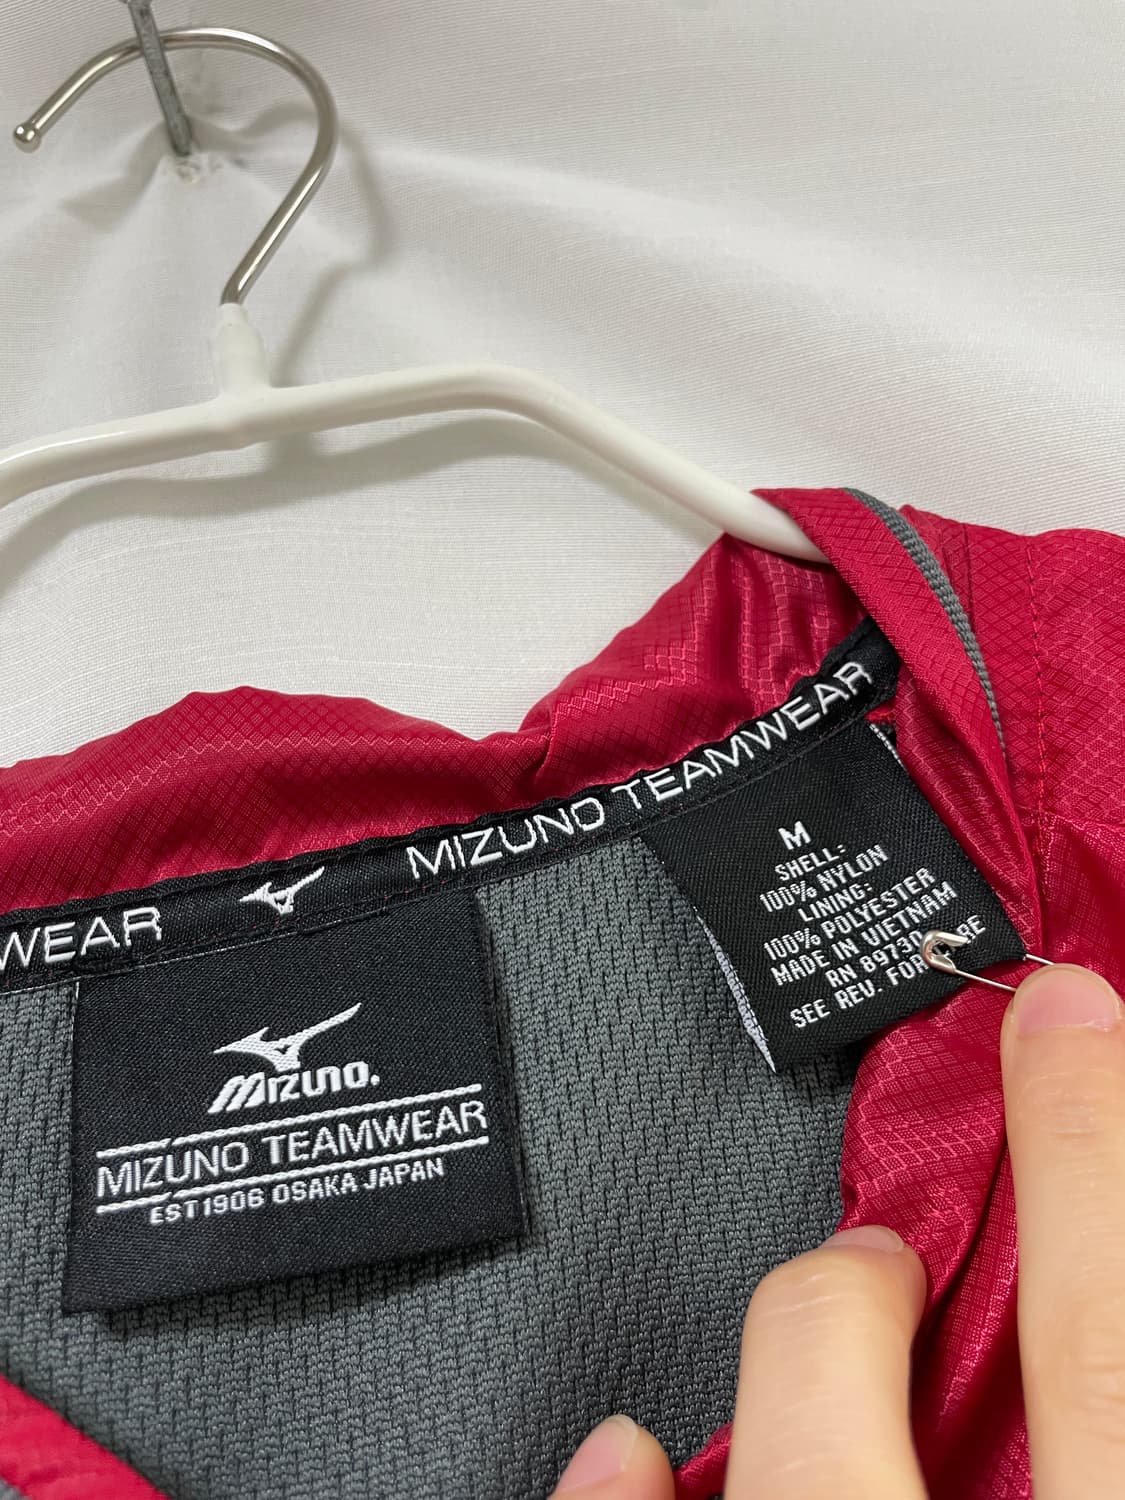 WEAR MIZUNO TEAMWEAR
MIZUNO.
MIZUNO TEAMWEAR
EST1906 OSAKA JAPAN
M
SHELL:
100% NYLON
LINING:
100% POLYESTER
MADE IN VIETNAM
RN
SEE REV. FOR